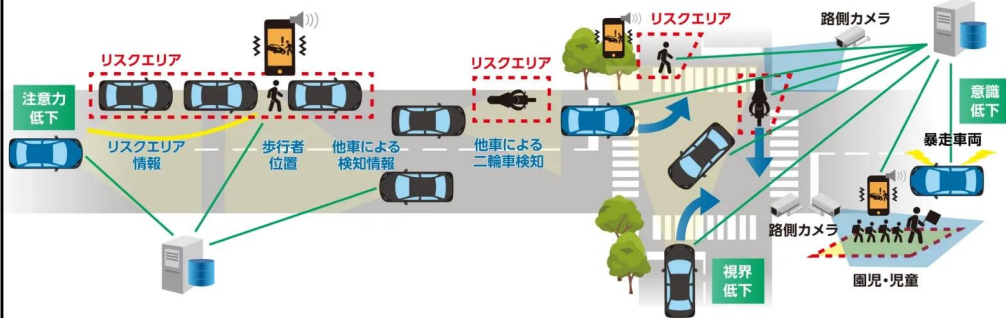 リスクエリア
リスクエリア
リスクエリア
路側カメラ
注意力
低下
リスクエリア
情報
歩行者
位置
他車による
検知情報
他車による
二輪車検知
意識
低下
暴走車両
路側カメラ
視界
低下
園児・児童